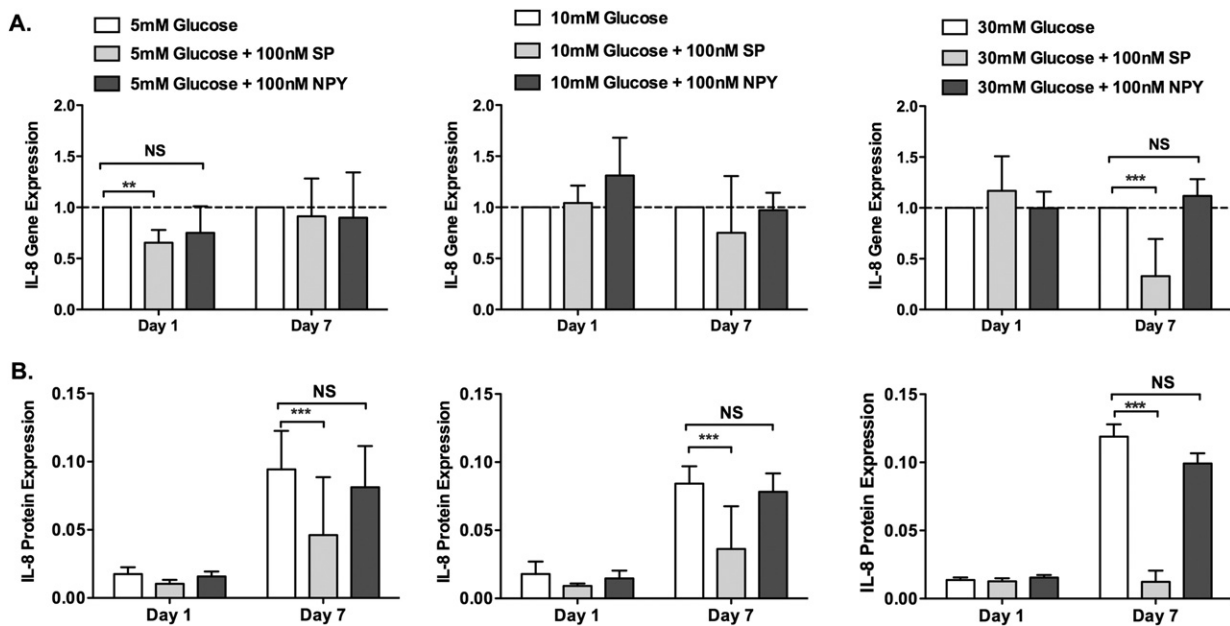 A.
5mM Glucose
5mM Glucose + 100nM SP
5mM Glucose + 100nM NPY
IL-8 Gene Expression
2.0
1.5
1.0
0.5
0.0
NS
**
Day 1
Day 7
10mM Glucose
10mM Glucose + 100nM SP
10mM Glucose + 100nM NPY
IL-8 Gene Expression
2.0
1.5
1.0
0.5
0.0
Day 1
Day 7
30mM Glucose
30mM Glucose + 100nM SP
30mM Glucose + 100nM NPY
IL-8 Gene Expression
2.0
1.5
1.0
0.5
0.0
NS
***
Day 1
Day 7
B.
IL-8 Protein Expression
0.15
0.10
0.05
0.00
NS
***
Day 1
Day 7
IL-8 Protein Expression
0.15
0.10
0.05
0.00
NS
***
Day 1
Day 7
IL-8 Protein Expression
0.15
0.10
0.05
0.00
NS
***
Day 1
Day 7